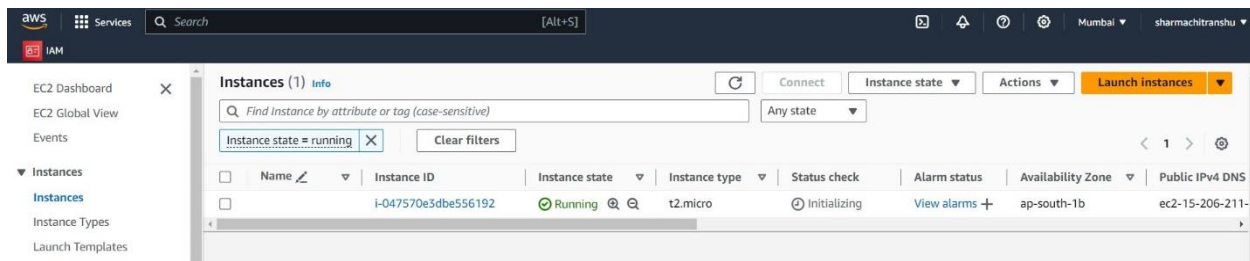 aws Services Search [Alt+S] Mumbai sharmachitranshu
IAM
EC2 Dashboard
EC2 Global View
Events
Instances
Instances
Instance Types
Launch Templates
Instances (1) Info Connect Instance state Actions Launch instances
Find Instance by attribute or tag (case-sensitive) Any state
Instance state = running Clear filters 1
Name Instance ID Instance state Instance type Status check Alarm status Availability Zone Public IPv4 DNS
i-047570e3dbe556192 Running t2.micro Initializing View alarms + ap-south-1b ec2-15-206-211-